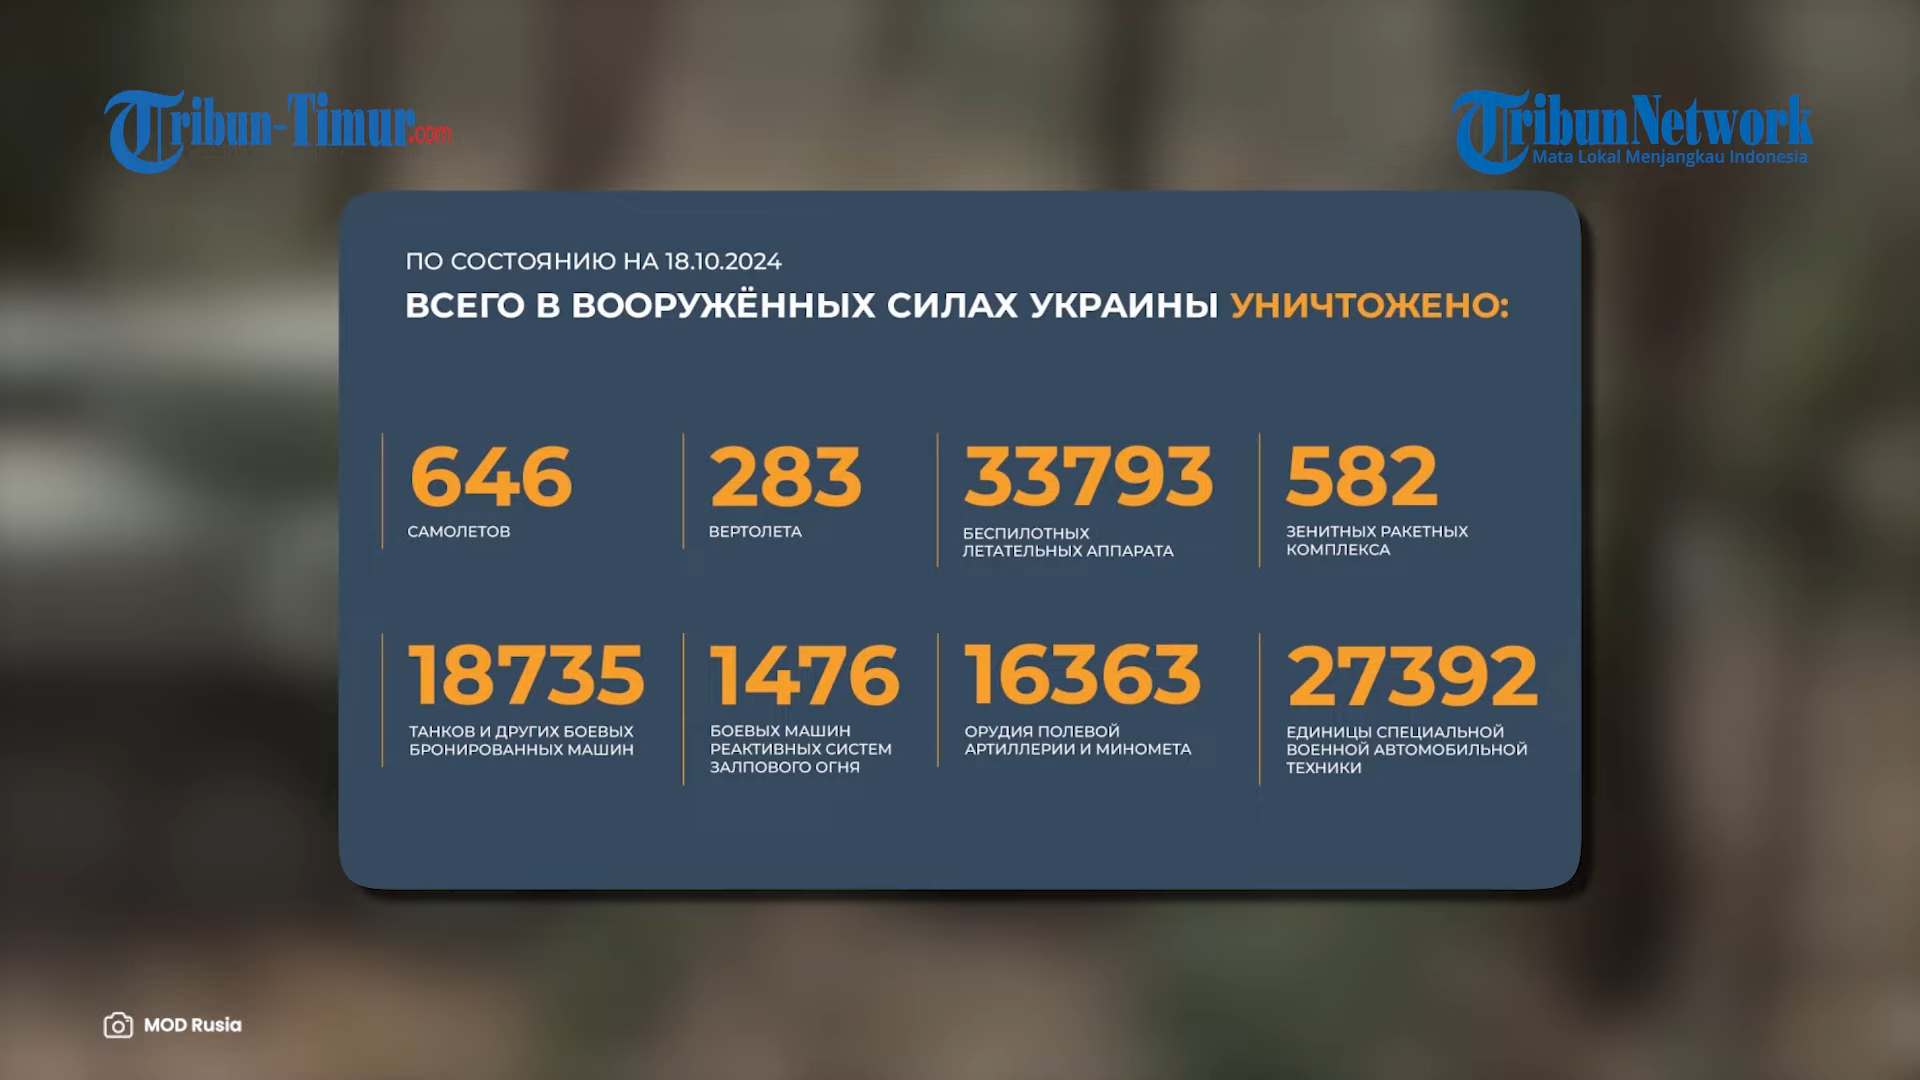 Tribun-Timur.com
TribunNetwork
Mata Lokal Menjangkau Indonesia
ПО СОСТОЯНИЮ НА 18.10.2024
ВСЕГО В ВООРУЖЁННЫХ СИЛАХ УКРАИНЫ УНИЧТОЖЕНО:
646
САМОЛЕТОВ
283
ВЕРТОЛЕТА
33793
БЕСПИЛОТНЫХ
ЛЕТАТЕЛЬНЫХ АППАРАТА
582
ЗЕНИТНЫХ РАКЕТНЫХ
КОМПЛЕКСА
18735
ТАНКОВ И ДРУГИХ БОЕВЫХ
БРОНИРОВАННЫХ МАШИН
1476
БОЕВЫХ МАШИН
РЕАКТИВНЫХ СИСТЕМ
ЗАЛПОВОГО ОГНЯ
16363
ОРУДИЯ ПОЛЕВОЙ
АРТИЛЛЕРИИ И МИНОМЕТА
27392
ЕДИНИЦЫ СПЕЦИАЛЬНОЙ
ВОЕННОЙ АВТОМОБИЛЬНОЙ
ТЕХНИКИ
MOD Rusia